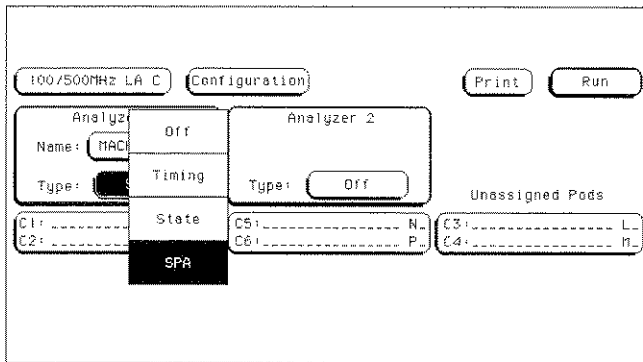 100/500MHz LA C Configuration Print Run
Analyz Analyzer 2
Name: MACH
Off
Timing
State
SPA
Type: S Type: Off
Unassigned Pods
C1: C5: N C3: L
C2: C6: P C4: M